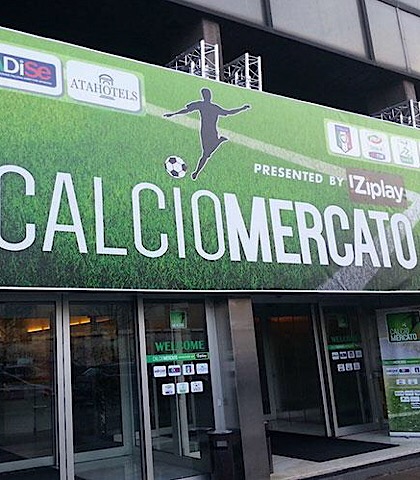 DiSe
ATAHOTELS
PRESENTED BY !Ziplay
CALCIOMERCATO
WELCOME
CALCIO
MERCATO